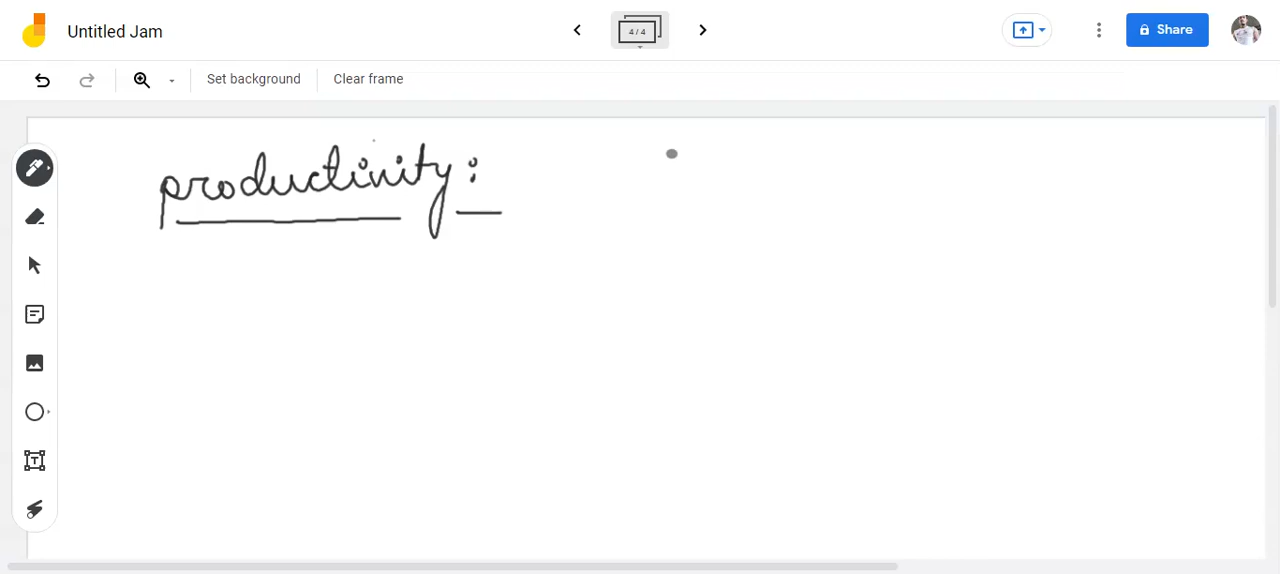 Untitled Jam
4 / 4
Share
Set background
Clear frame
productivity: